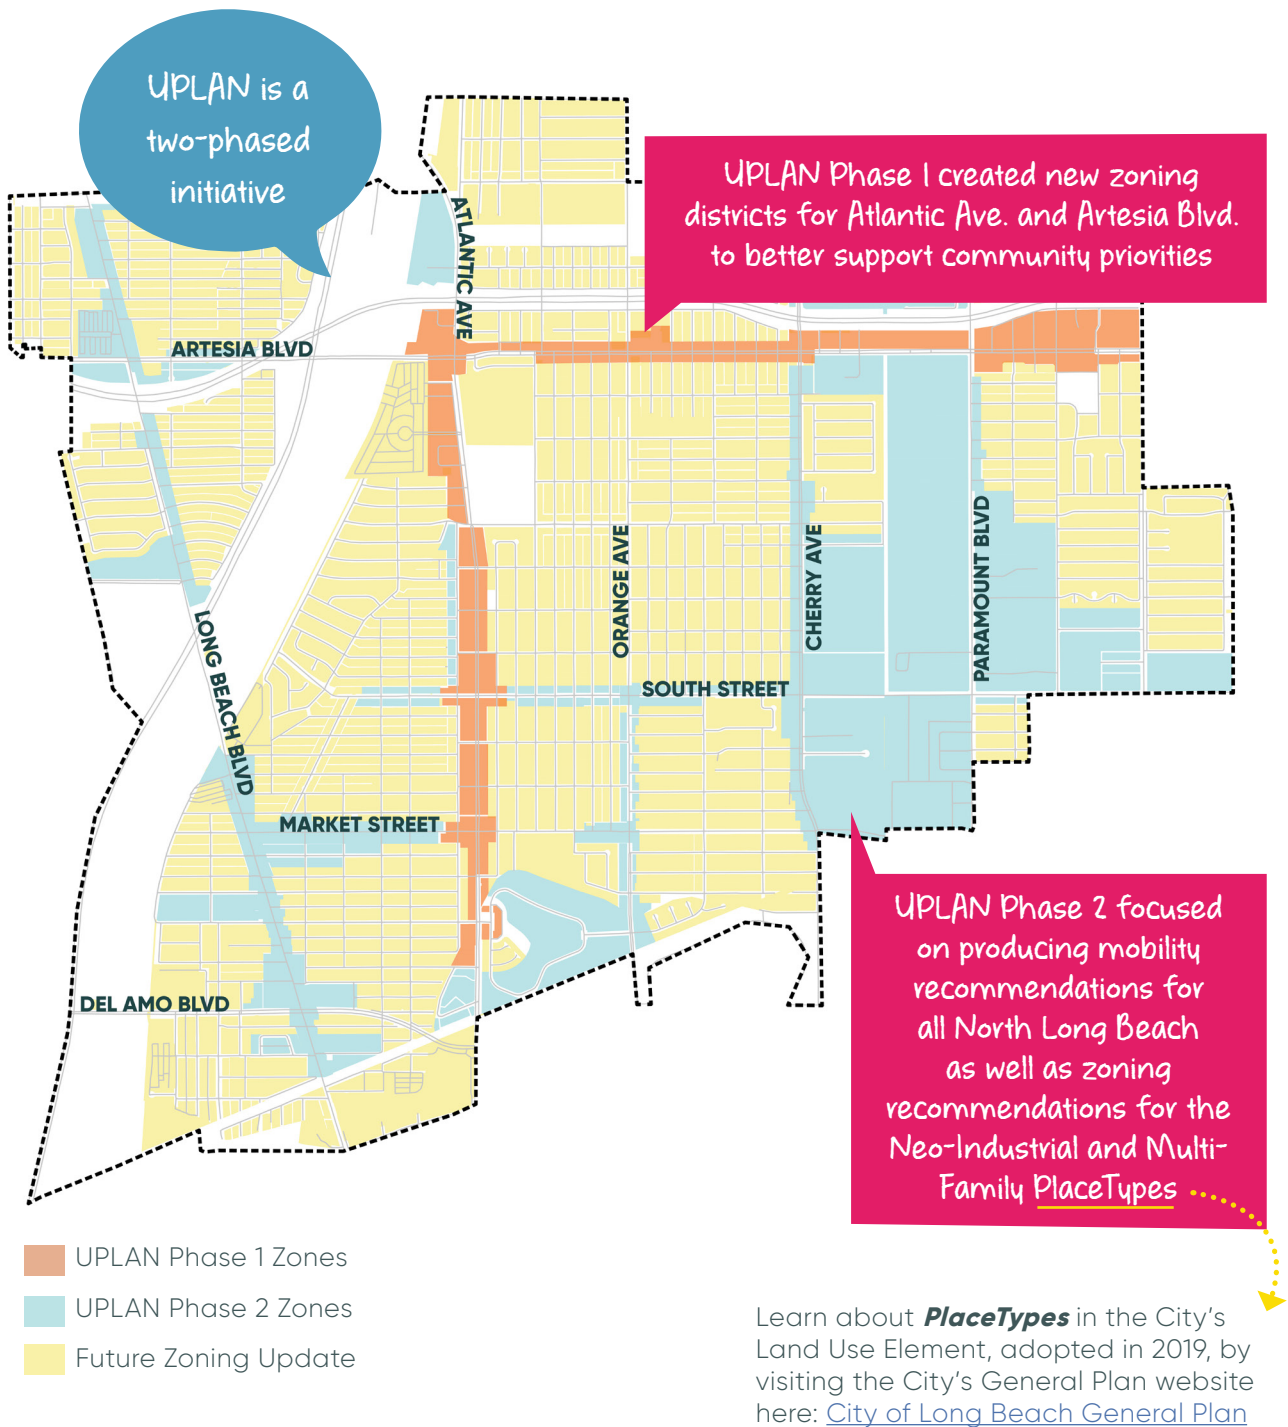 UPLAN is a
two-phased
initiative
UPLAN Phase 1 created new zoning
districts for Atlantic Ave. and Artesia Blvd.
to better support community priorities
ATLANTIC AVE
ARTESIA BLVD
ORANGE AVE
CHERRY AVE
PARAMOUNT BLVD
LONG BEACH BLVD
SOUTH STREET
MARKET STREET
DEL AMO BLVD
UPLAN Phase 2 focused
on producing mobility
recommendations for
all North Long Beach
as well as zoning
recommendations for the
Neo-Industrial and Multi-
Family PlaceTypes
UPLAN Phase 1 Zones
UPLAN Phase 2 Zones
Future Zoning Update
Learn about PlaceTypes in the City's
Land Use Element, adopted in 2019, by
visiting the City's General Plan website
here: City of Long Beach General Plan